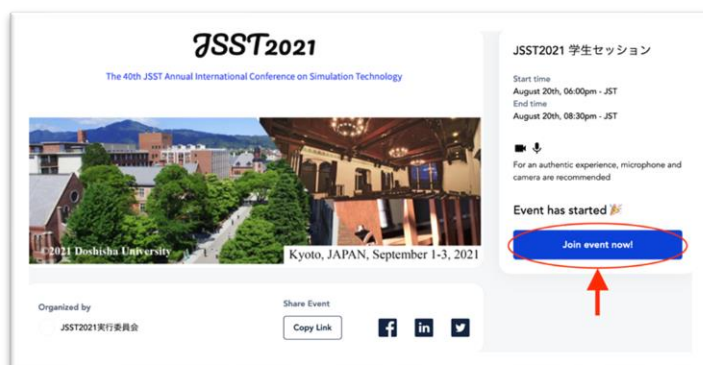 JSST2021
The 40th JSST Annual International Conference on Simulation Technology
©2021 Doshisha University
Kyoto, JAPAN, September 1-3, 2021
Organized by
JSST2021実行委員会
Share Event
Copy Link
f
in
JSST2021 学生セッション
Start time
August 20th, 06:00pm - JST
End time
August 20th, 08:30pm - JST
For an authentic experience, microphone and
camera are recommended
Event has started 🎉
Join event now!